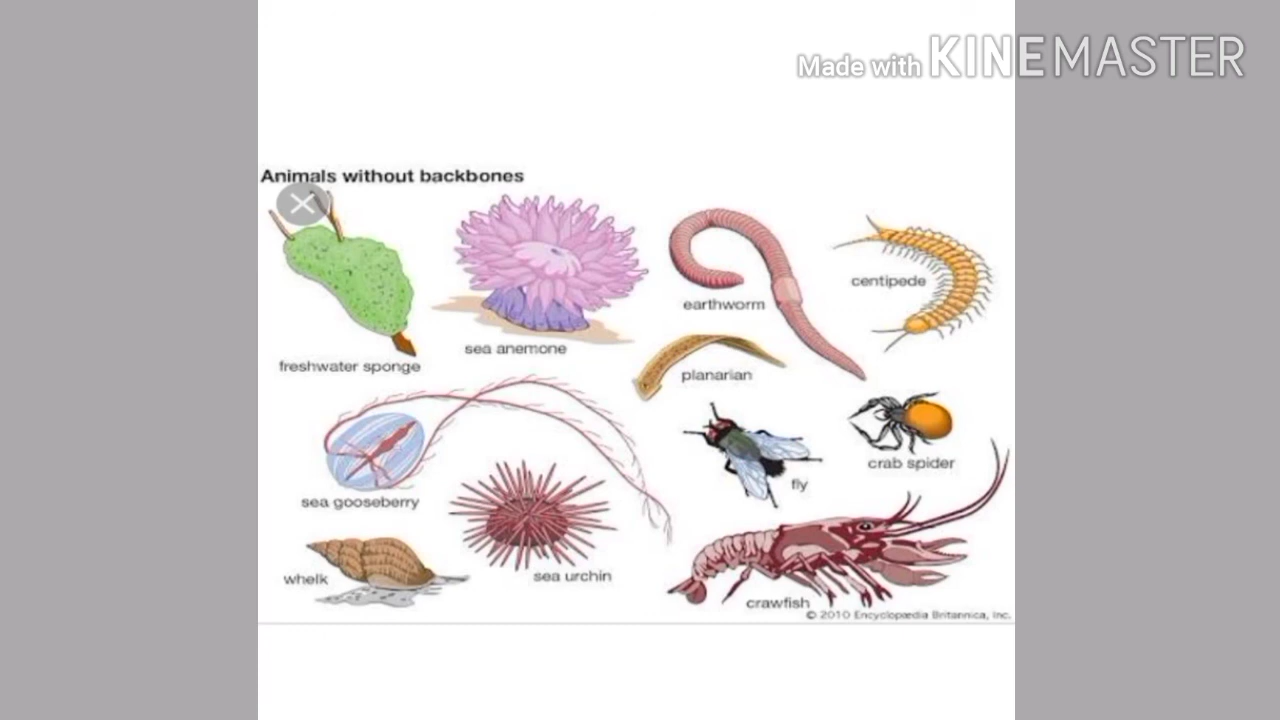 Made with KINEMASTER
Animals without backbones
freshwater sponge
sea anemone
earthworm
centipede
planarian
sea gooseberry
sea urchin
fly
crab spider
whelk
crawfish
© 2010 Encyclopædia Britannica, Inc.